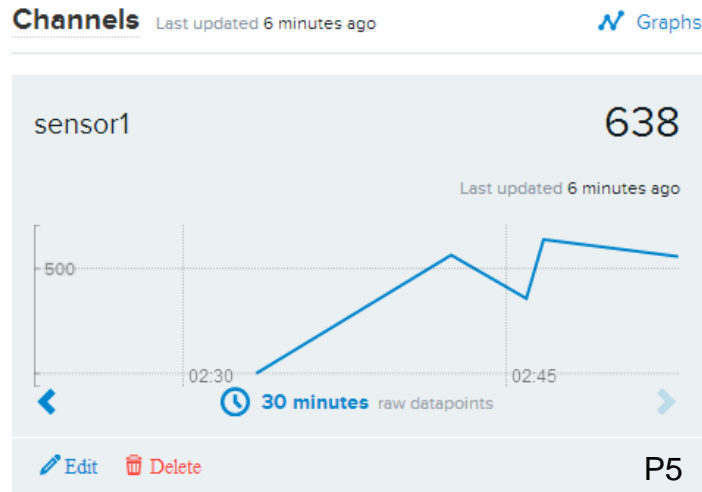 Channels Last updated 6 minutes ago Graphs
sensor1 638
Last updated 6 minutes ago
500
02:30 02:45
30 minutes raw datapoints
Edit Delete P5